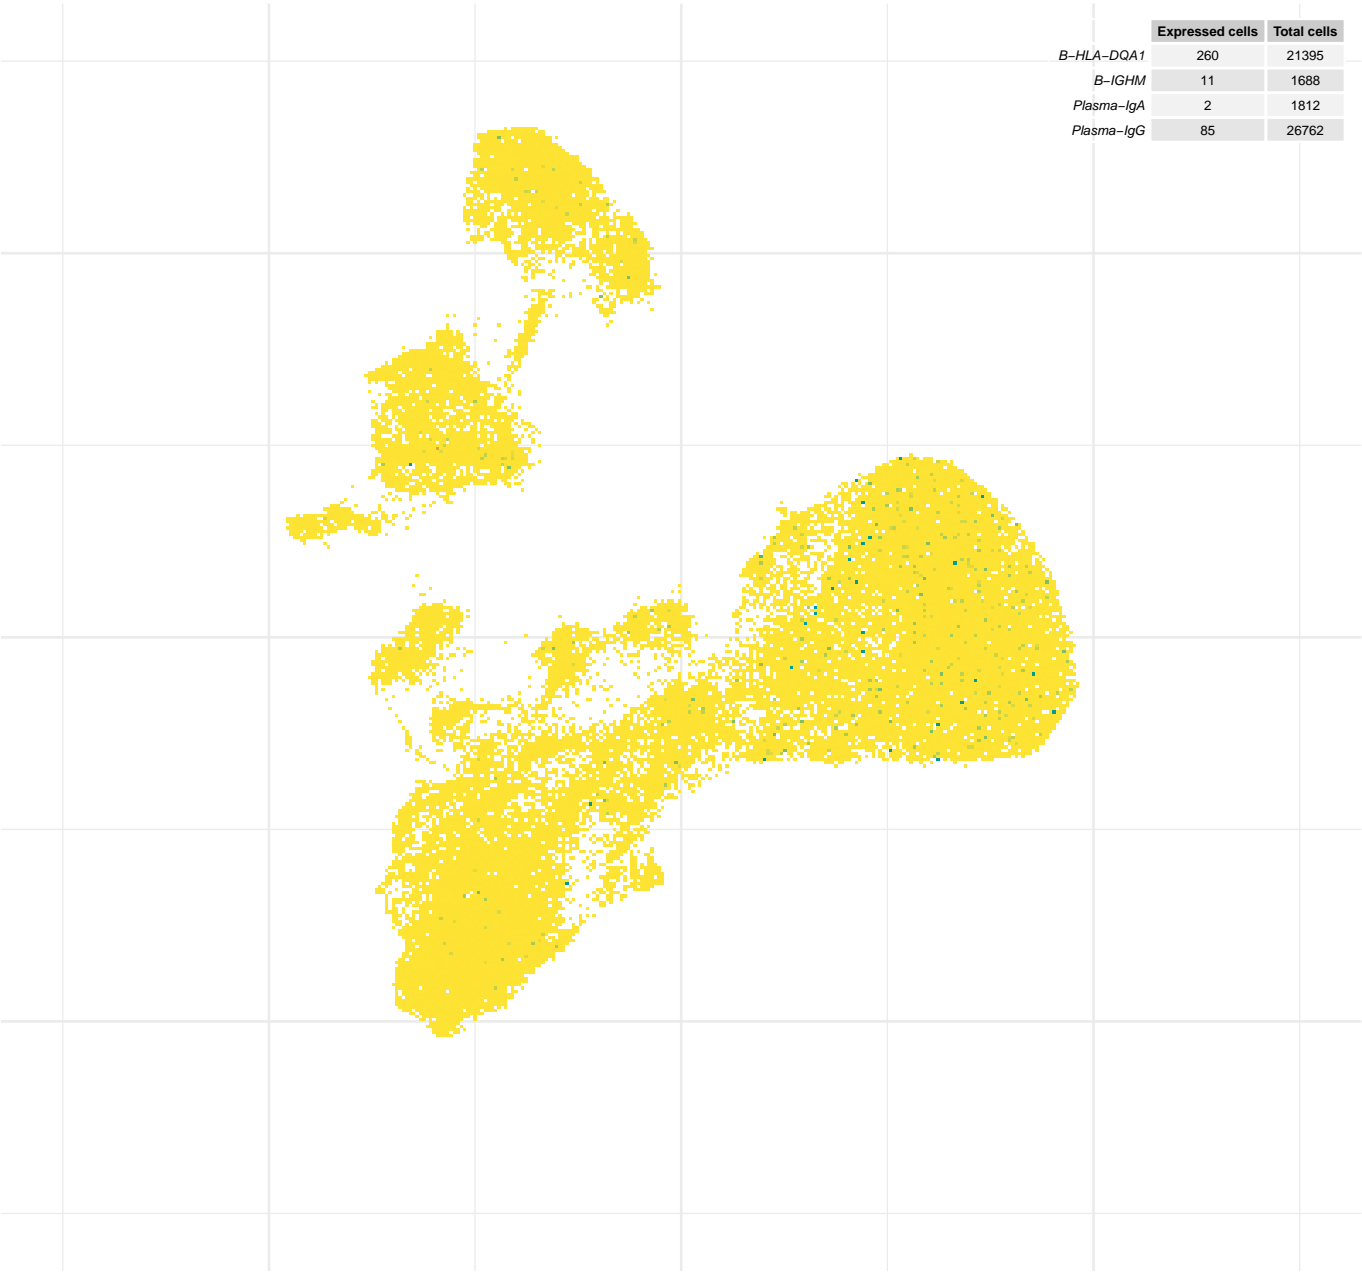 Expressed cells Total cells
B−HLA−DQA1 260 21395
B−IGHM 11 1688
Plasma−IgA 2 1812
Plasma−IgG 85 26762